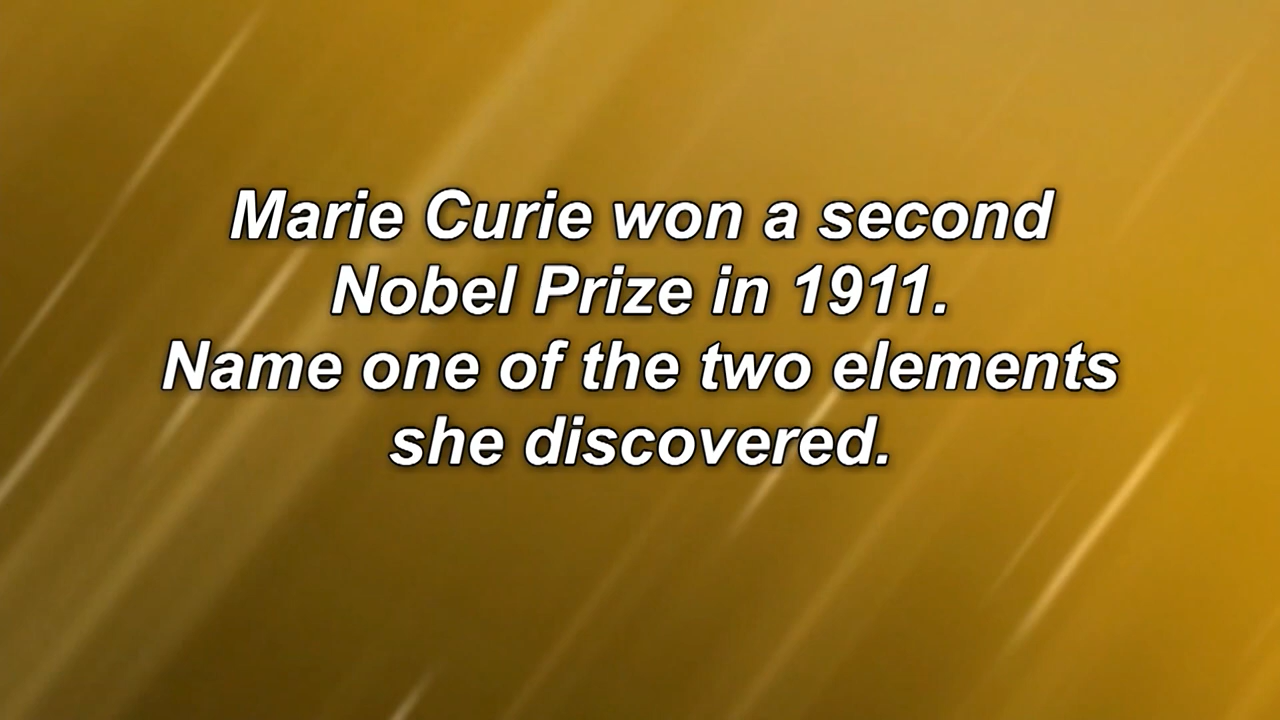 Marie Curie won a second
Nobel Prize in 1911.
Name one of the two elements
she discovered.